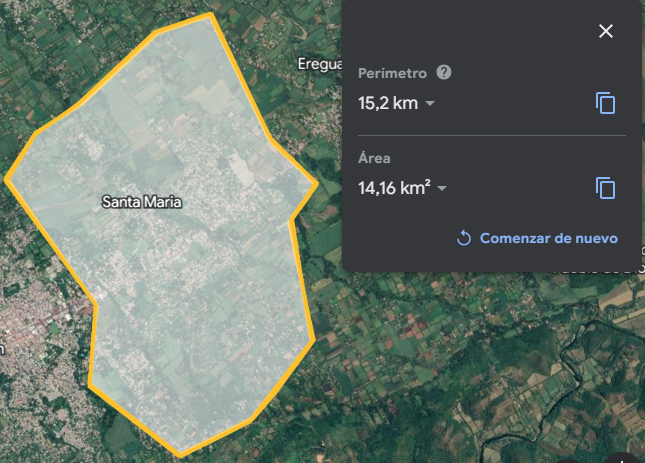 Eregua
Perímetro
15,2 km
Área
14,16 km²
Comenzar de nuevo
Santa Maria